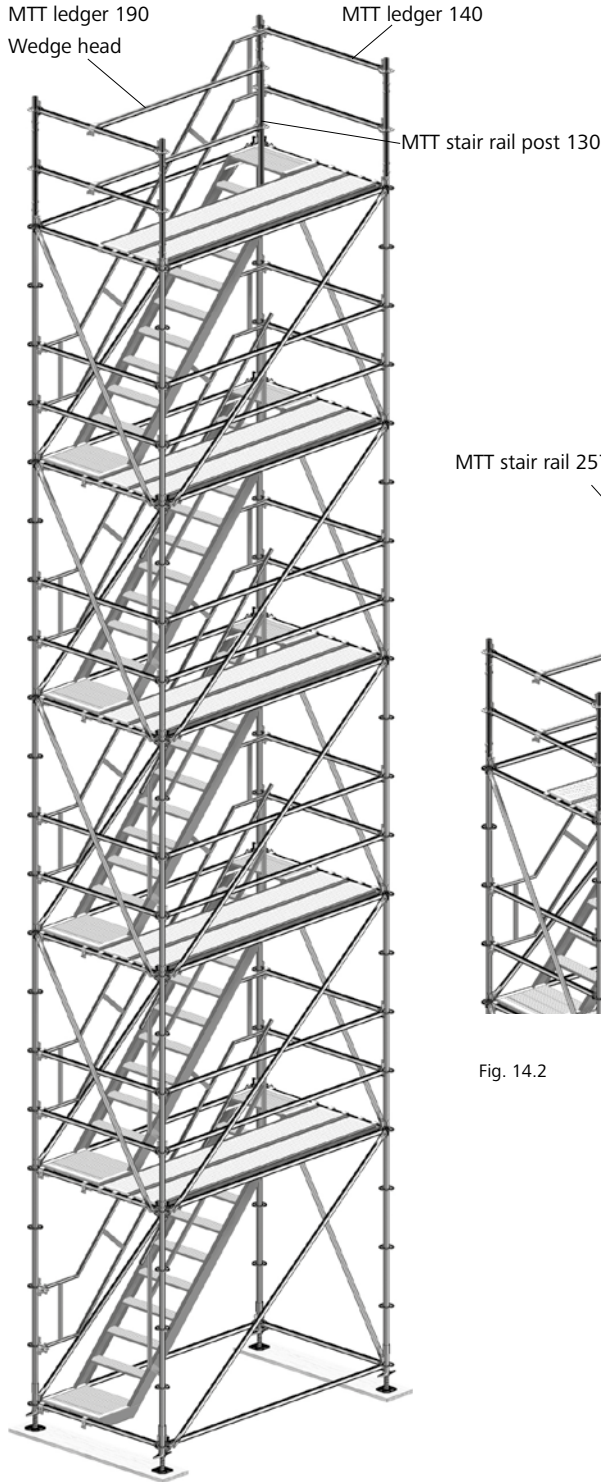 MTT ledger 190
Wedge head
MTT ledger 140
MTT stair rail post 130
MTT stair rail 257
Fig. 14.2